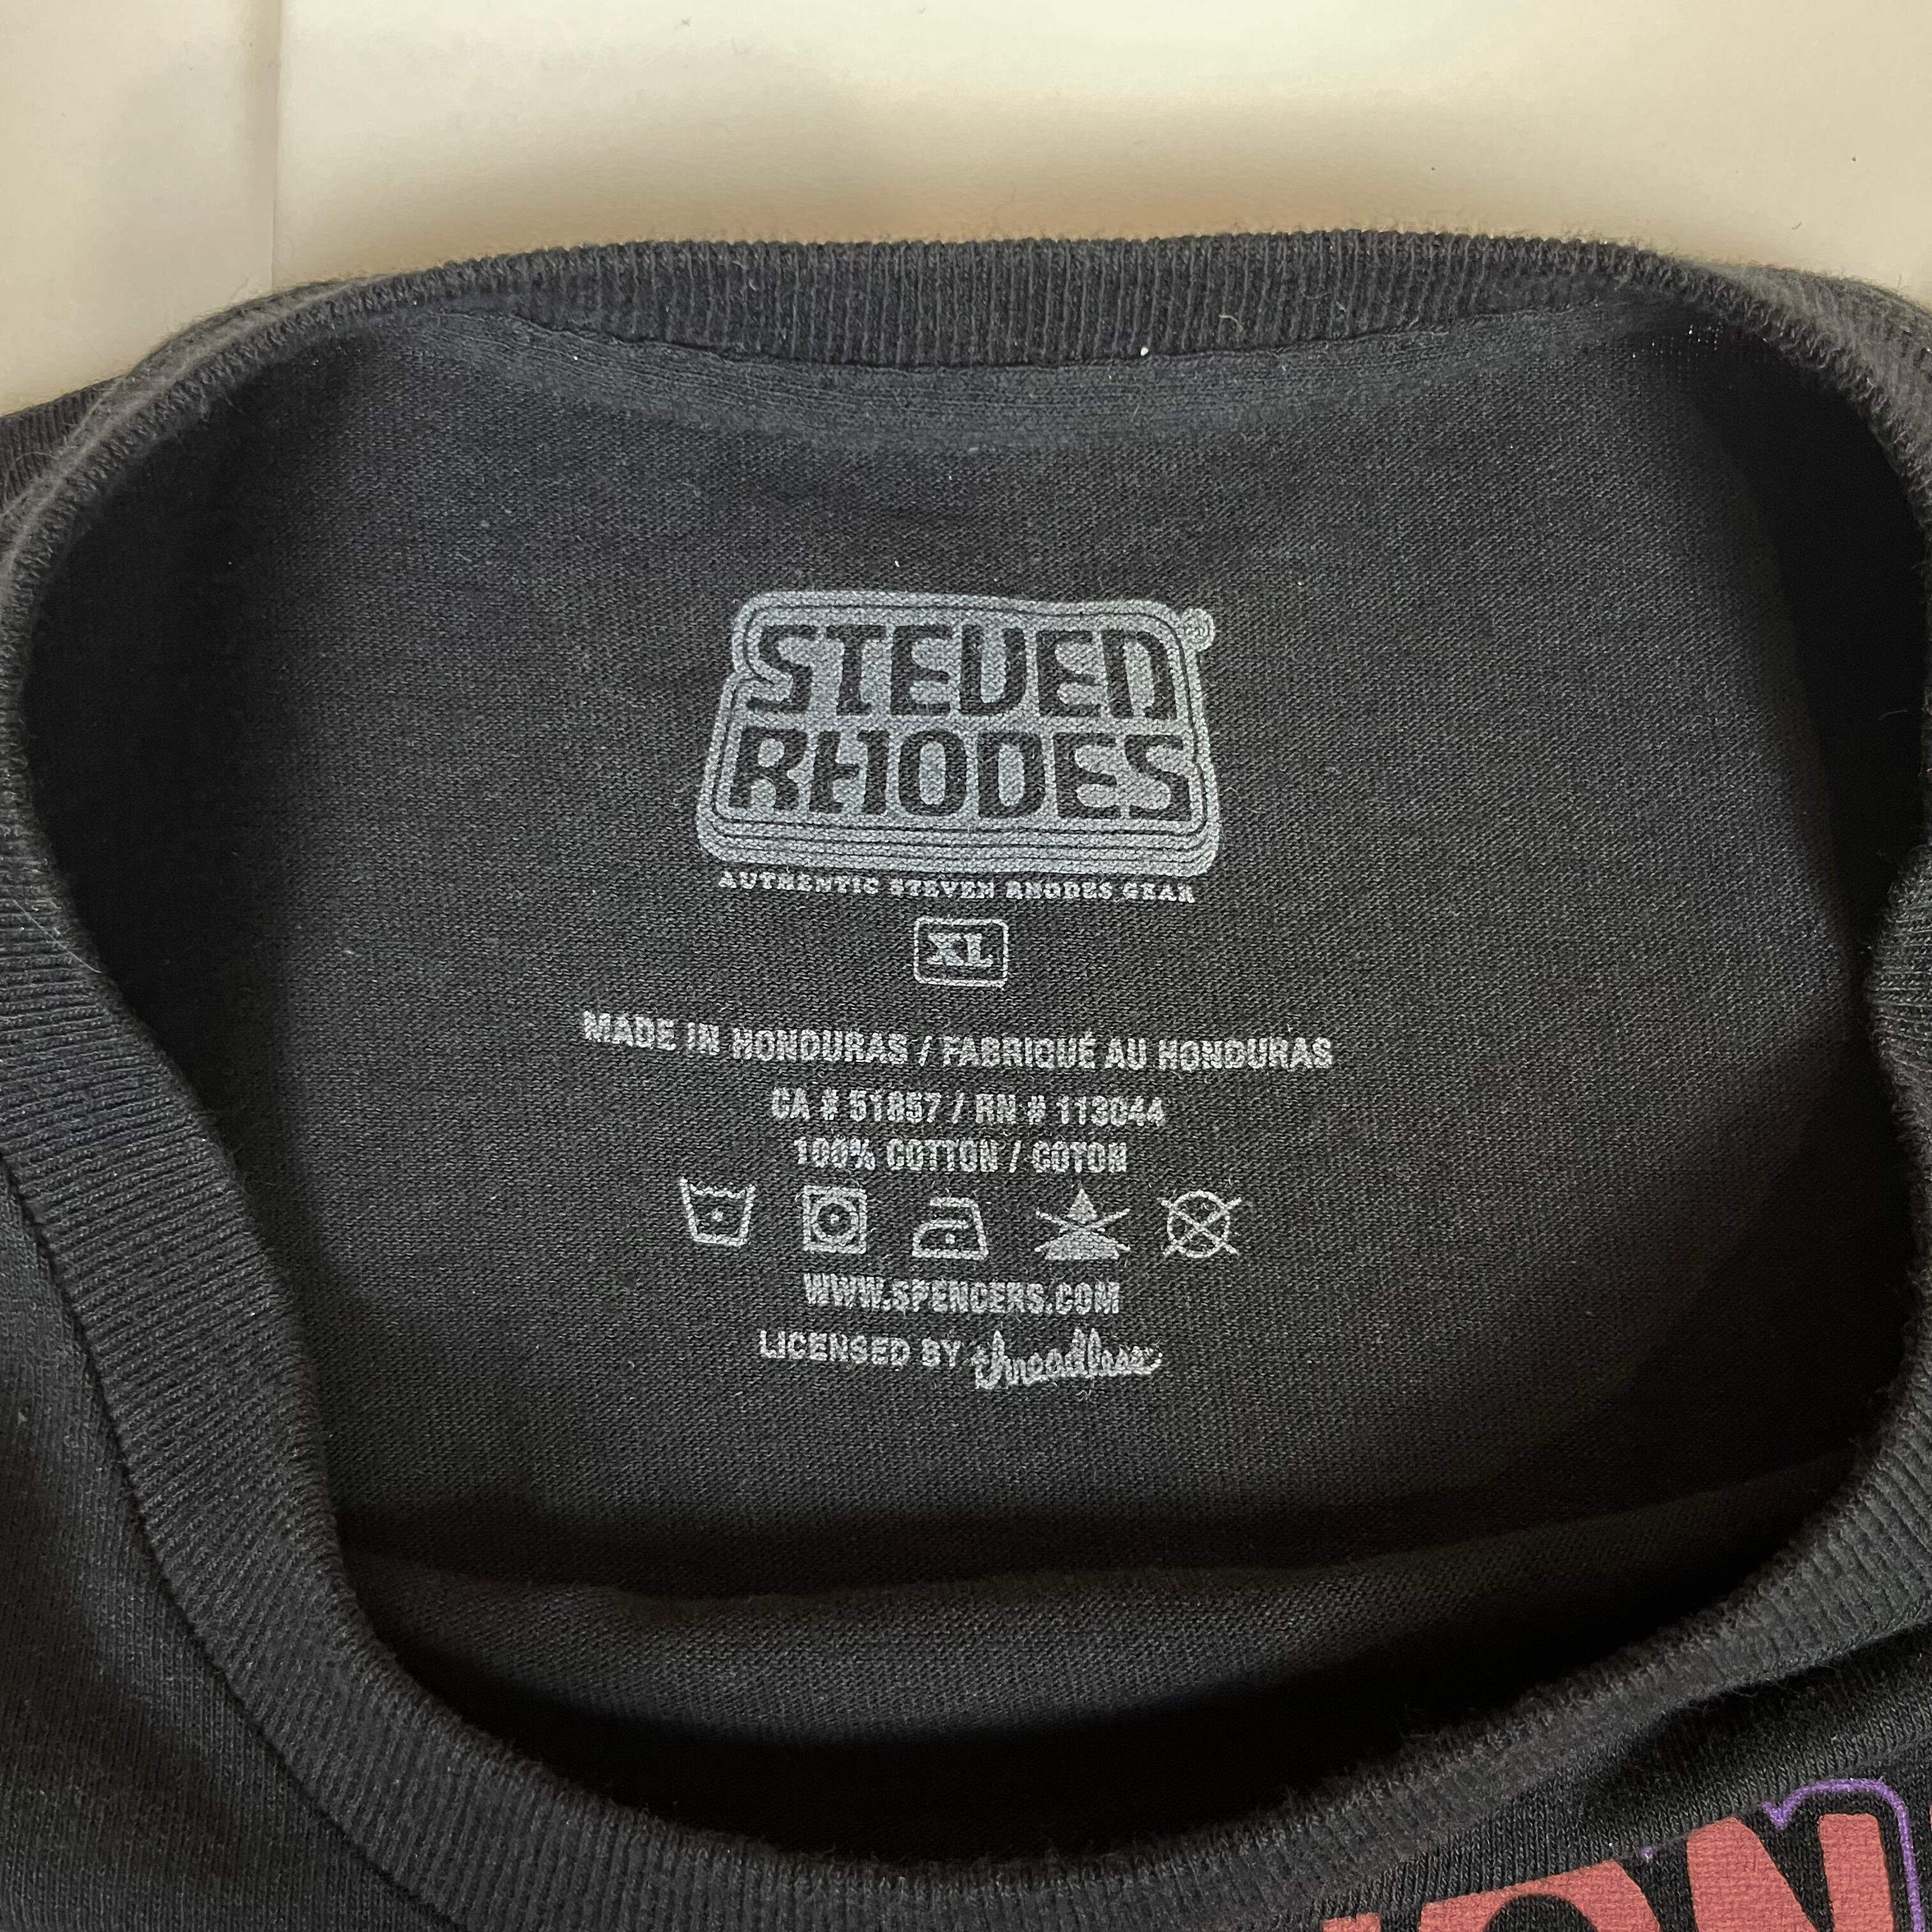 STEVEN
RHODES
AUTHENTIC STEVEN RHODES GEAR
XL
MADE IN HONDURAS / FABRIQUÉ AU HONDURAS
CA # 51857 / RN # 113044
100% COTTON / COTON
WWW.SPENCERS.COM
LICENSED BY threadless